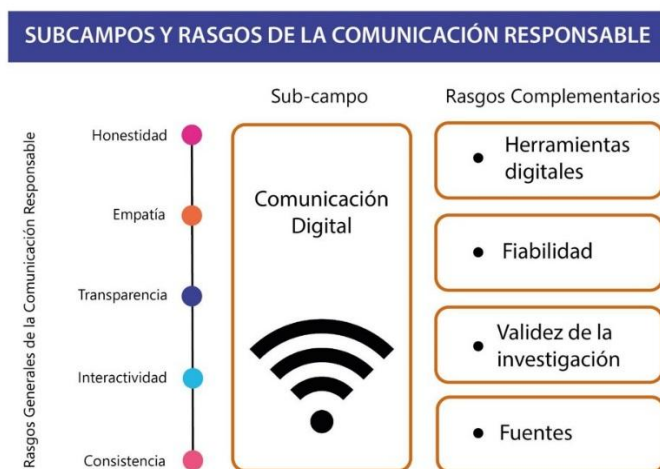 SUBCAMPOS Y RASGOS DE LA COMUNICACIÓN RESPONSABLE
Sub-campo
Rasgos Complementarios
Rasgos Generales de la Comunicación Responsable
Honestidad
Empatía
Transparencia
Interactividad
Consistencia
Comunicación
Digital
• Herramientas
digitales
• Fiabilidad
• Validez de la
investigación
• Fuentes